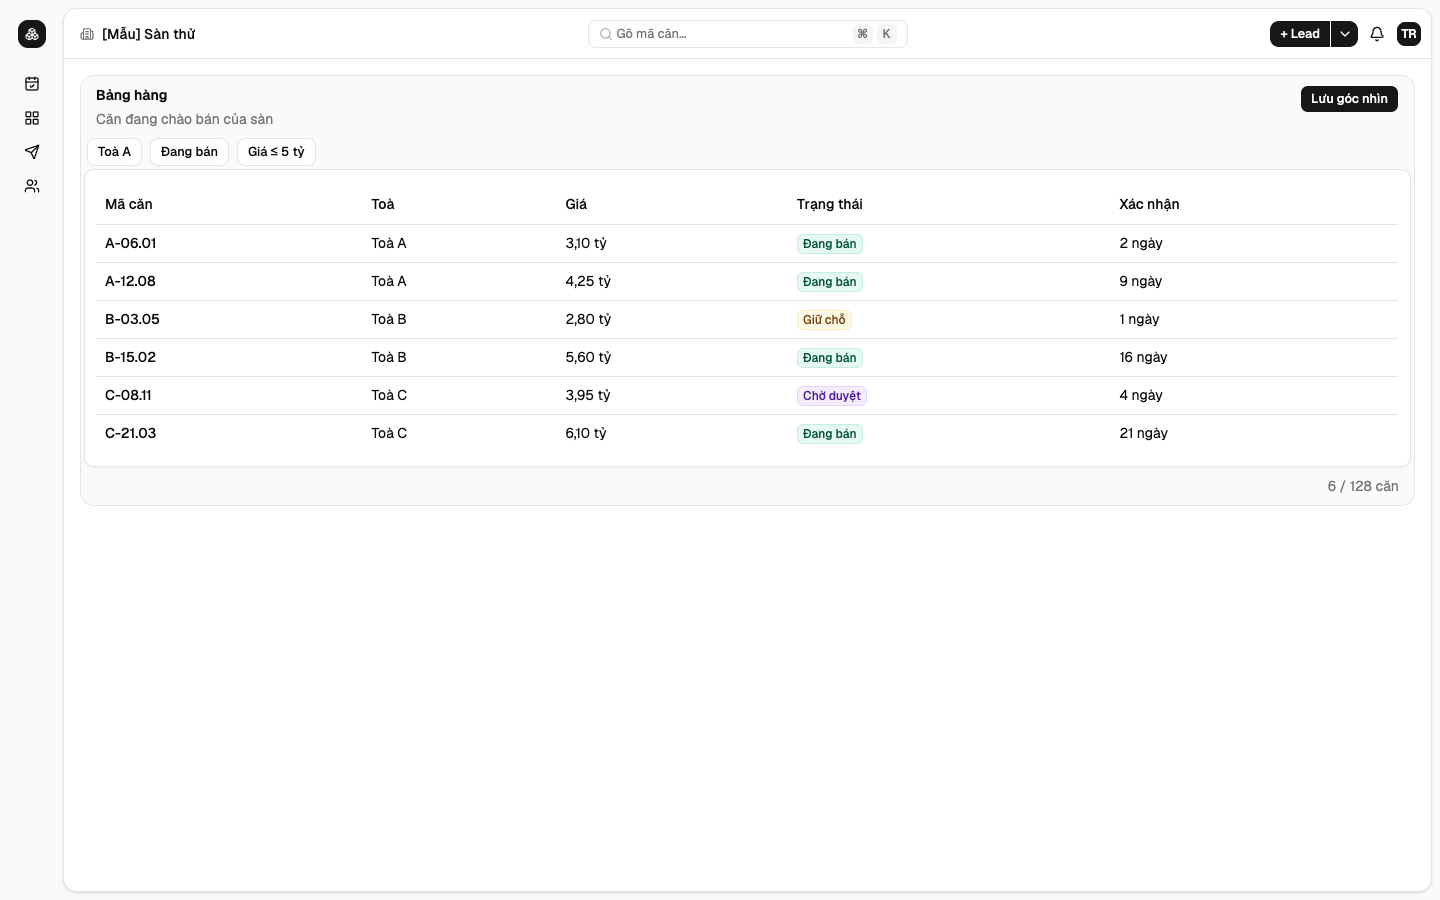 [Mẫu] Sàn thử
Gõ mã căn...
⌘ K
+ Lead
TR
Bảng hàng
Căn đang chào bán của sàn
Lưu góc nhìn
Toà A
Đang bán
Giá ≤ 5 tỷ
Mã căn Toà Giá Trạng thái Xác nhận
A-06.01 Toà A 3,10 tỷ Đang bán 2 ngày
A-12.08 Toà A 4,25 tỷ Đang bán 9 ngày
B-03.05 Toà B 2,80 tỷ Giữ chỗ 1 ngày
B-15.02 Toà B 5,60 tỷ Đang bán 16 ngày
C-08.11 Toà C 3,95 tỷ Chờ duyệt 4 ngày
C-21.03 Toà C 6,10 tỷ Đang bán 21 ngày
6 / 128 căn